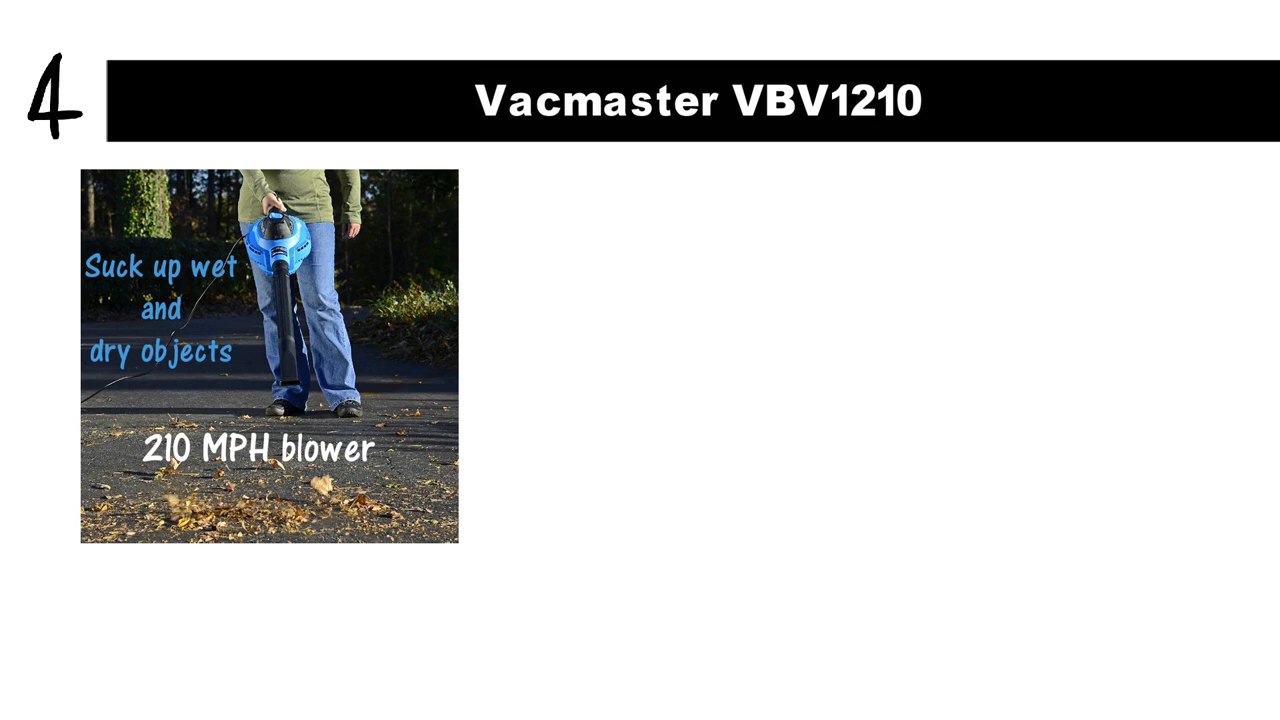 4
Vacmaster VBV1210
Suck up wet
and
dry objects
210 MPH blower